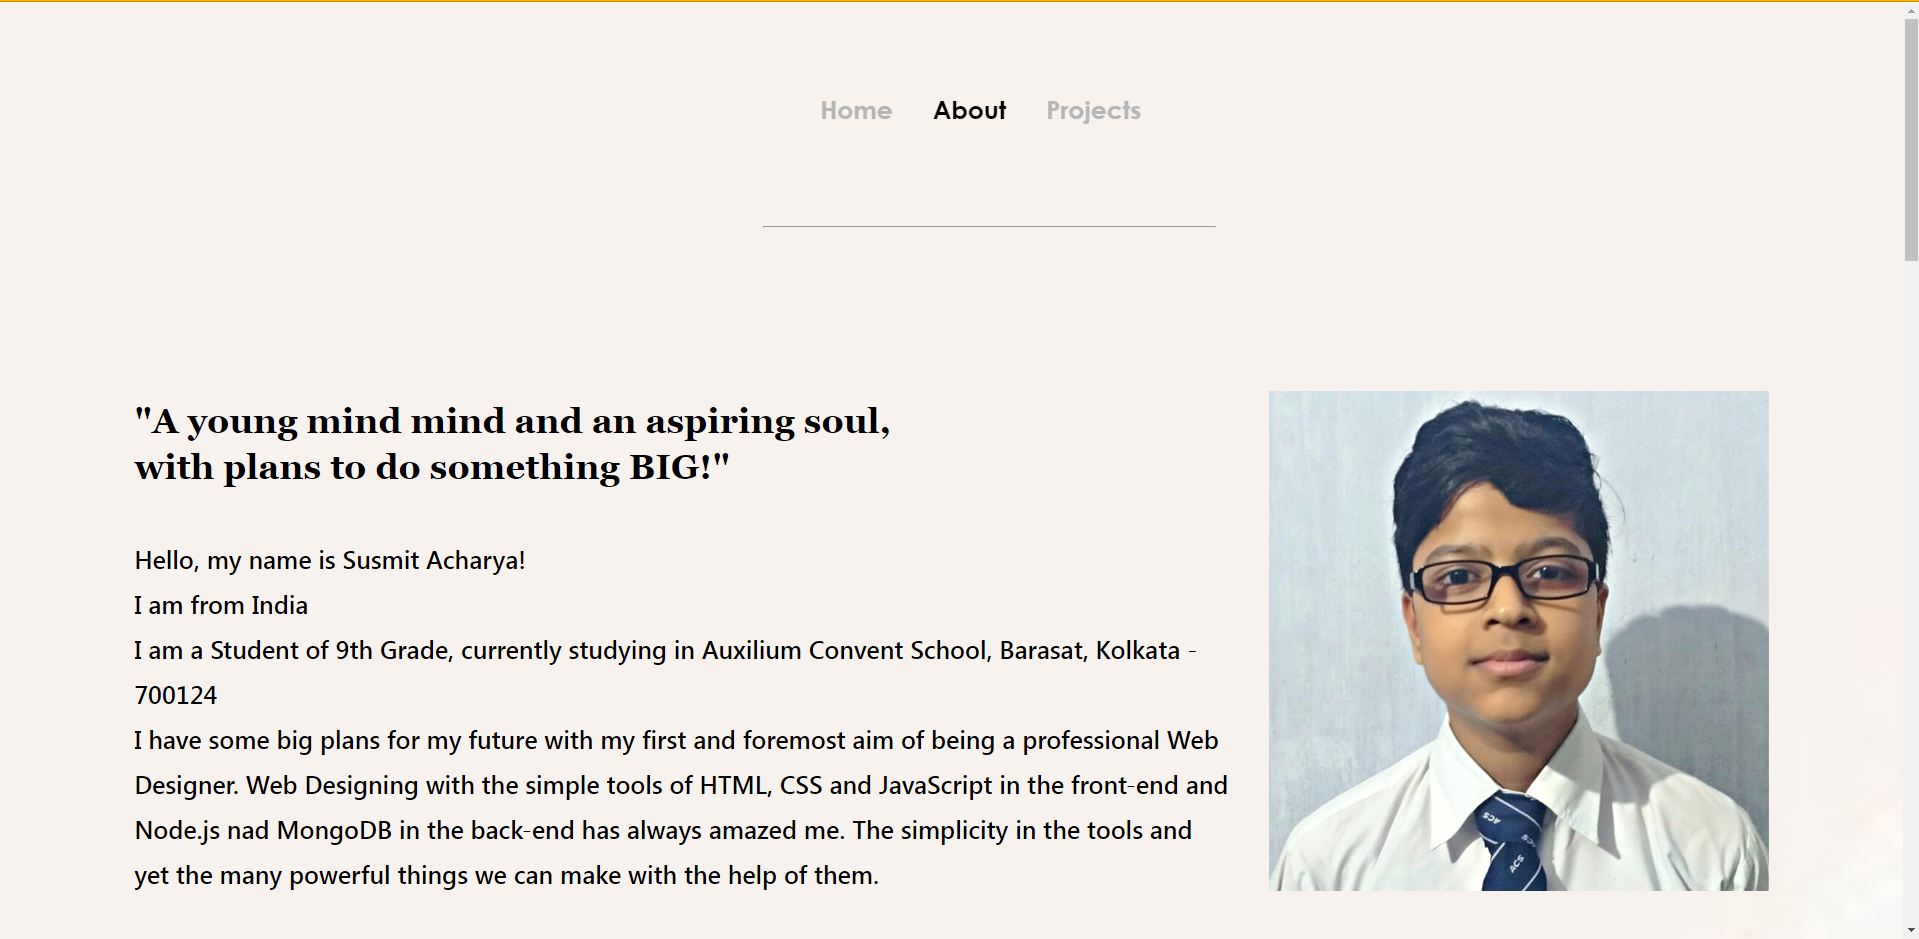 Home About Projects
"A young mind mind and an aspiring soul,
with plans to do something BIG!"
Hello, my name is Susmit Acharya!
I am from India
I am a Student of 9th Grade, currently studying in Auxilium Convent School, Barasat, Kolkata -
700124
I have some big plans for my future with my first and foremost aim of being a professional Web
Designer. Web Designing with the simple tools of HTML, CSS and JavaScript in the front-end and
Node.js nad MongoDB in the back-end has always amazed me. The simplicity in the tools and
yet the many powerful things we can make with the help of them.
ACS
ACS
ACS